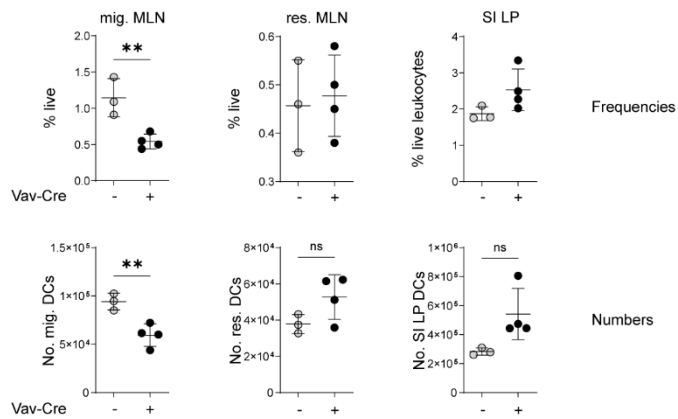 mig. MLN
res. MLN
SI LP
**
% live
2.0
1.5
1.0
0.5
0.0
- +
Vav-Cre
% live
0.6
0.5
0.4
0.3
- +
% live leukocytes
4
3
2
1
0
- +
Frequencies
**
No. mig. DCs
1.5×10⁵
1×10⁵
5×10⁴
0
- +
Vav-Cre
ns
No. res. DCs
8×10⁴
6×10⁴
4×10⁴
2×10⁴
0
- +
ns
No. SI LP DCs
1×10⁶
8×10⁵
6×10⁵
4×10⁵
2×10⁵
0
- +
Numbers